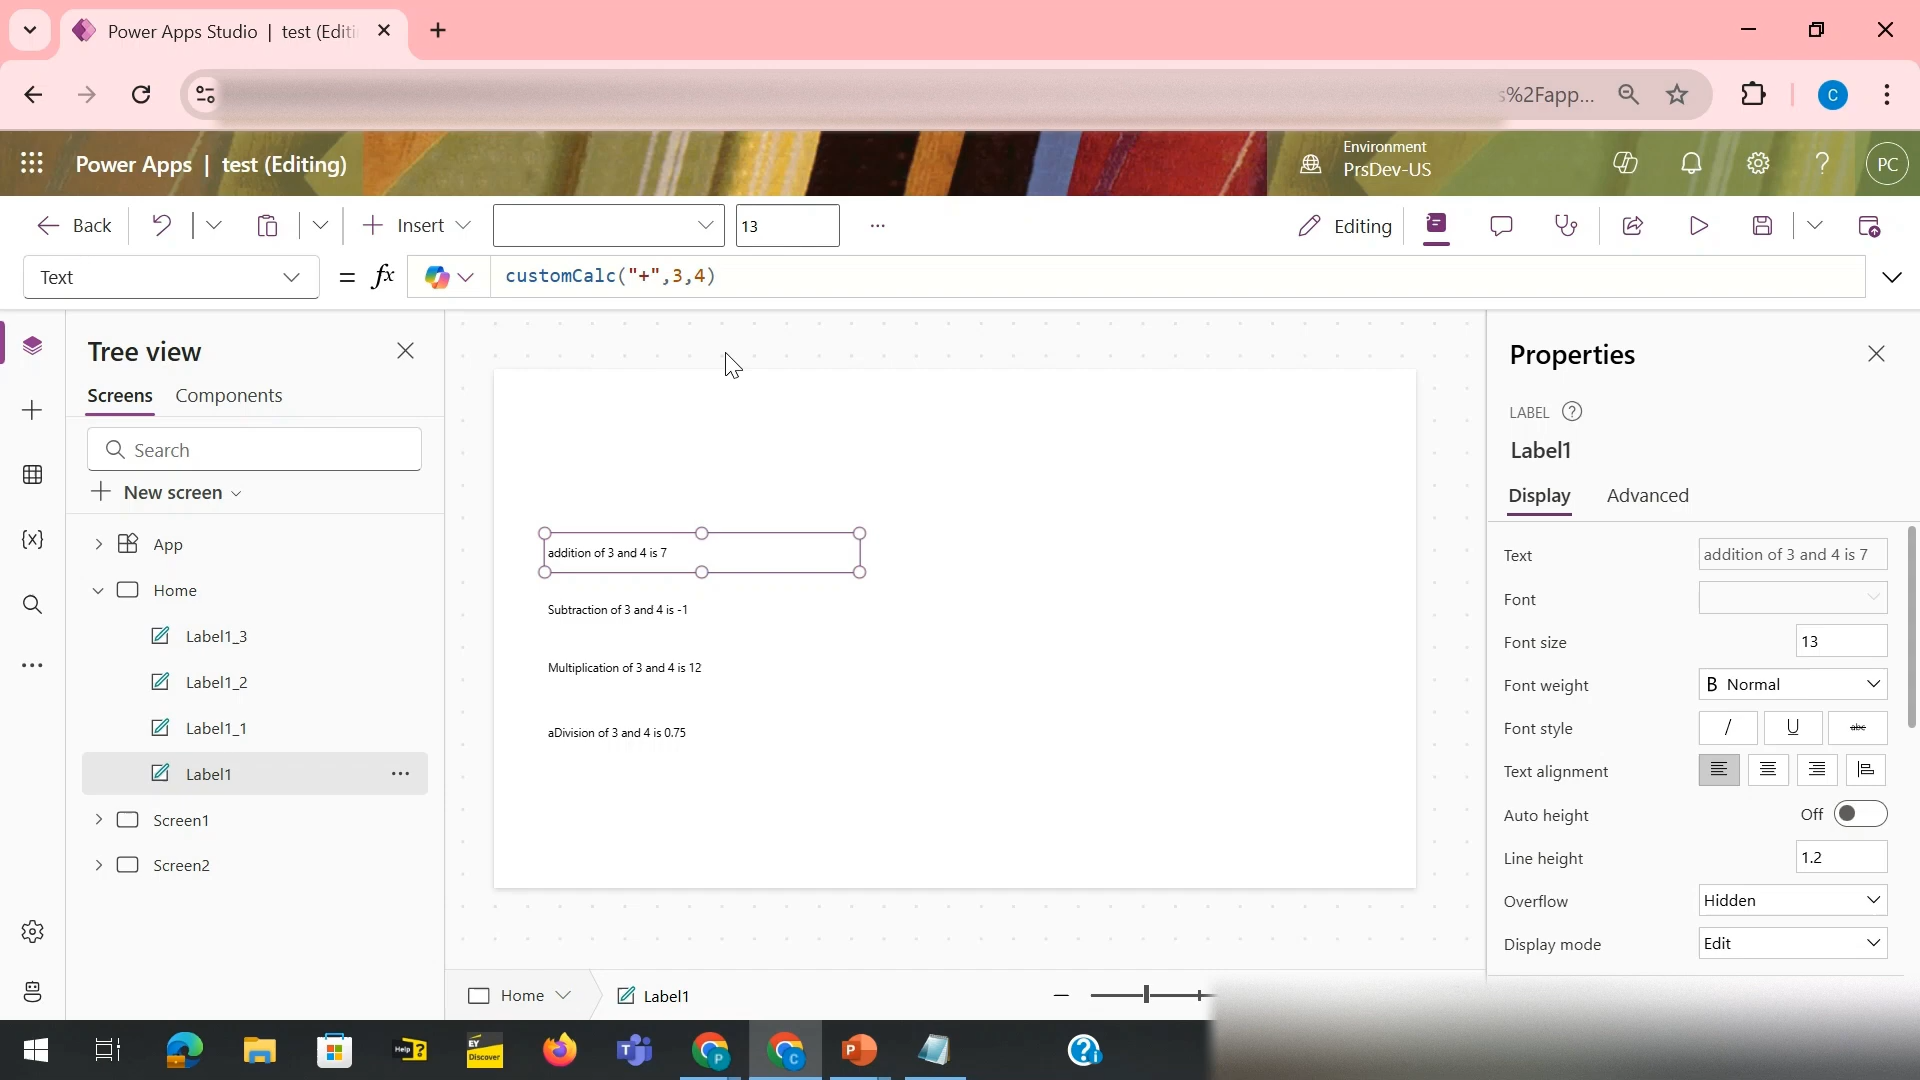 Power Apps Studio | test (Editi
s%2Fapp...
C
Power Apps | test (Editing)
Environment
PrsDev-US
PC
Back
Insert
13
...
Editing
Text
= fx
customCalc("+",3,4)
Tree view
Screens
Components
Search
New screen
App
Home
Label1_3
Label1_2
Label1_1
Label1
Screen1
Screen2
addition of 3 and 4 is 7
Subtraction of 3 and 4 is -1
Multiplication of 3 and 4 is 12
aDivision of 3 and 4 is 0.75
Home
Label1
Properties
LABEL
Label1
Display
Advanced
Text
addition of 3 and 4 is 7
Font
Font size
13
Font weight
B Normal
Font style
/ U abc
Text alignment
Auto height
Off
Line height
1.2
Overflow
Hidden
Display mode
Edit
Help ?
EY
Discover
T
P
C
P